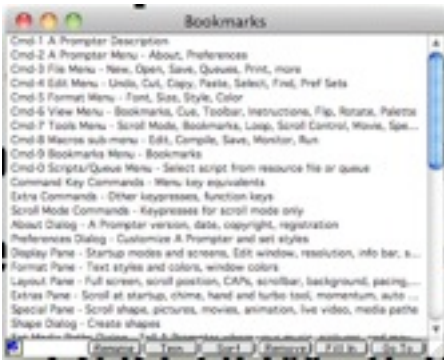 Bookmarks
Cmd-1 A Prompter Description
Cmd-2 A Prompter Menu - About, Preferences
Cmd-3 File Menu - New, Open, Save, Queues, Print, more
Cmd-4 Edit Menu - Undo, Cut, Copy, Paste, Select, Find, Pref Sets
Cmd-5 Format Menu - Font, Size, Style, Color
Cmd-6 View Menu - Bookmarks, Cue, Toolbar, Instructions, Flip, Rotate, Palette
Cmd-7 Tools Menu - Scroll Mode, Bookmarks, Loop, Scroll Control, Movie, Spe...
Cmd-8 Macros sub-menu - Edit, Compile, Save, Monitor, Run
Cmd-9 Bookmarks Menu - Bookmarks
Cmd-0 Scripts/Queue Menu - Select script from resource file or queue
Command Key Commands - Menu key equivalents
Extra Commands - Other keypresses, function keys
Scroll Mode Commands - Keypresses for scroll mode only
About Dialog - A Prompter version, date, copyright, registration
Preferences Dialog - Customize A Prompter and set styles
Display Pane - Startup modes and screens, Edit window, resolution, info bar, s...
Format Pane - Text styles and colors, window colors
Layout Pane - Full screen, scroll position, CAPs, scrollbar, background, pacing,...
Extras Pane - Scroll at startup, chime, hand and turbo tool, momentum, auto ...
Special Pane - Scroll shape, pictures, movies, animation, live video, media paths
Shape Dialog - Create shapes
Rename Sort Remove Fill In Go To